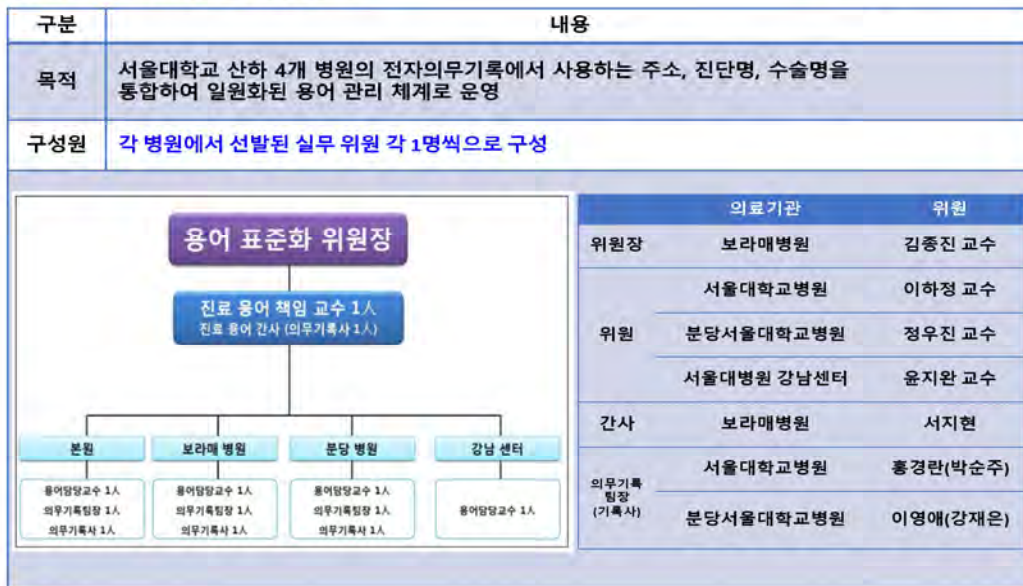 구분 내용
목적 서울대학교 산하 4개 병원의 전자의무기록에서 사용하는 주소, 진단명, 수술명을
통합하여 일원화된 용어 관리 체계로 운영
구성원 각 병원에서 선발된 실무 위원 각 1명씩으로 구성
용어 표준화 위원장
진료 용어 책임 교수 1人
진료 용어 간사 (의무기록사 1人)
본원 보라매 병원 분당 병원 강남 센터
용어담당교수 1人 용어담당교수 1人 용어담당교수 1人
의무기록팀장 1人 의무기록팀장 1人 의무기록팀장 1人 용어담당교수 1人
의무기록사 1人 의무기록사 1人 의무기록사 1人
의료기관 위원
위원장 보라매병원 김종진 교수
서울대학교병원 이하정 교수
위원 분당서울대학교병원 정우진 교수
서울대병원 강남센터 윤지완 교수
간사 보라매병원 서지현
의무기록
팀장
(기록사)
서울대학교병원 홍경란(박순주)
분당서울대학교병원 이영애(강재은)